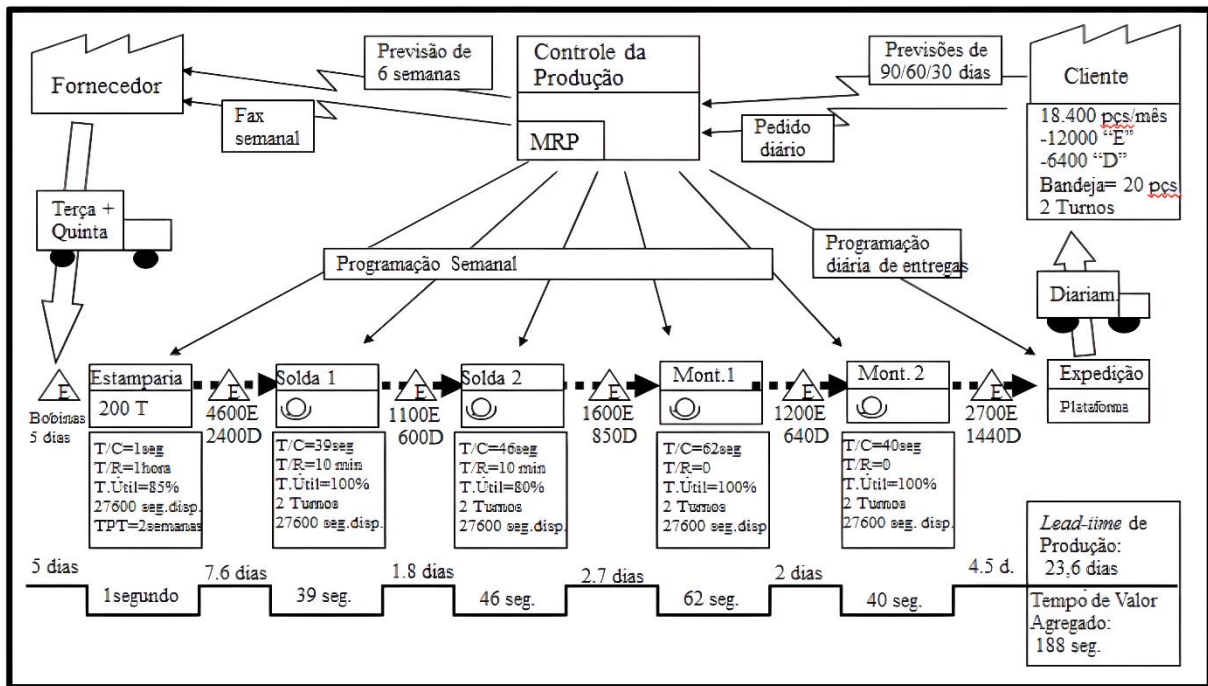 Fornecedor
Previsão de
6 semanas
Fax
semanal
Controle da
Produção
MRP
Previsões de
90/60/30 dias
Pedido
diário
Cliente
18.400 pçs/mês
-12000 “E”
-6400 “D”
Bandeja= 20 pçs
2 Turnos
Terça +
Quinta
Programação Semanal
Programação
diária de entregas
Diariam.
E
Bobinas
5 dias
Estamparia
200 T
T/C=1seg
T/R=1hora
T.Útil=85%
27600 seg.disp.
TPT=2semanas
E
4600E
2400D
Solda 1
T/C=39seg
T/R=10 min
T.Útil=100%
2 Turnos
27600 seg.disp.
E
1100E
600D
Solda 2
T/C=46seg
T/R=10 min
T.Útil=80%
2 Turnos
27600 seg.disp.
E
1600E
850D
Mont.1
T/C=62seg
T/R=0
T.Útil=100%
2 Turnos
27600 seg.disp
E
1200E
640D
Mont. 2
T/C=40seg
T/R=0
T.Útil=100%
2 Turnos
27600 seg.disp.
E
2700E
1440D
Expedição
Plataforma
5 dias
1segundo
7.6 dias
39 seg.
1.8 dias
46 seg.
2.7 dias
62 seg.
2 dias
40 seg.
4.5 d.
Lead-time de
Produção:
23,6 dias
Tempo de Valor
Agregado:
188 seg.